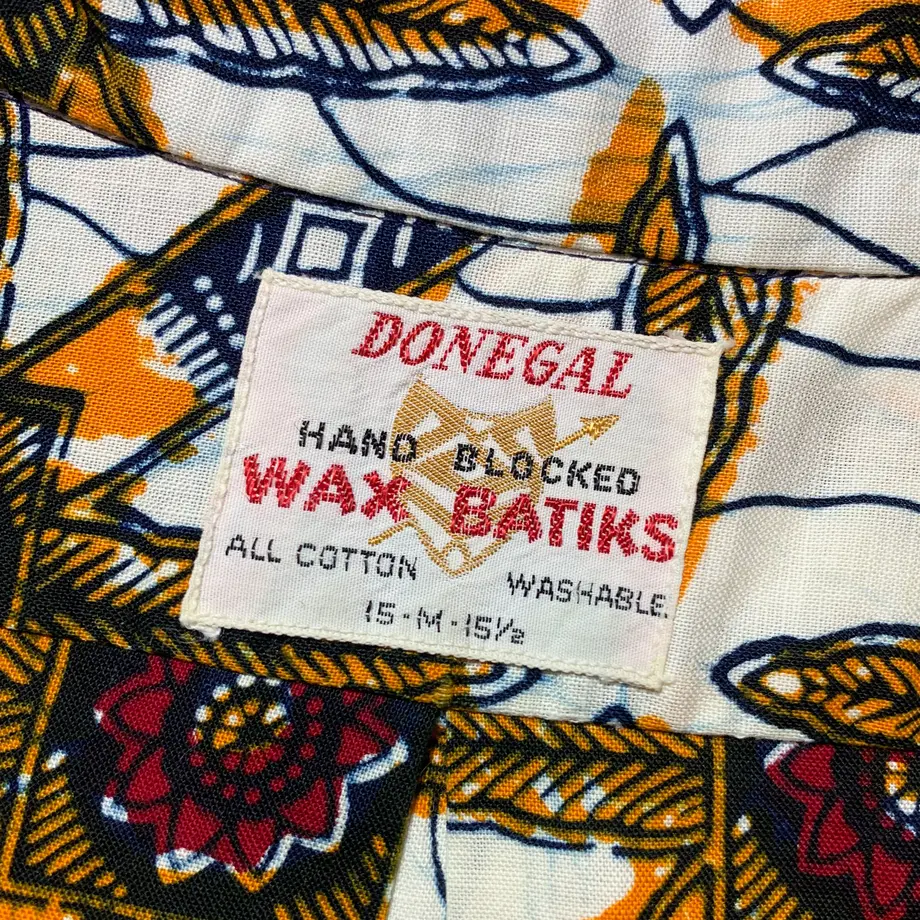 DONEGAL
HAND BLOCKED
WAX BATIKS
ALL COTTON WASHABLE
15-M-15½